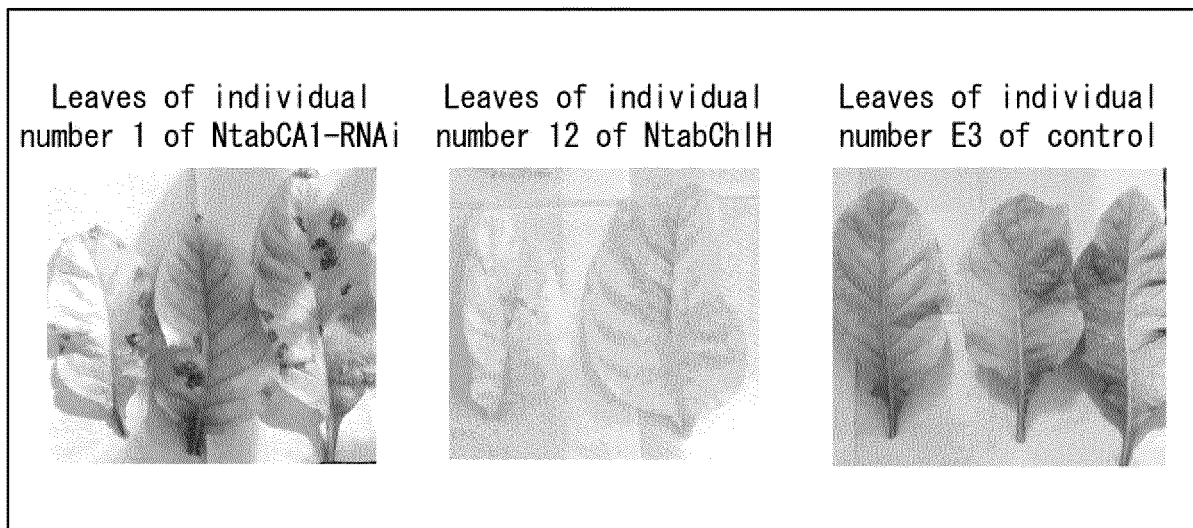 Leaves of individual
number 1 of NtabCA1-RNAi
Leaves of individual
number 12 of NtabChlH
Leaves of individual
number E3 of control